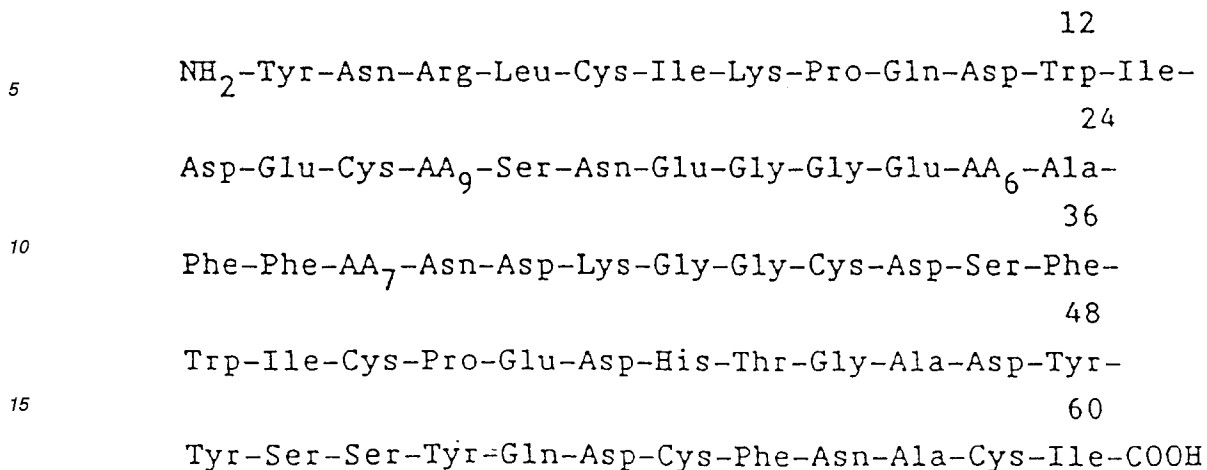 12
5 NH₂-Tyr-Asn-Arg-Leu-Cys-Ile-Lys-Pro-Gln-Asp-Trp-Ile-
24
Asp-Glu-Cys-AA₉-Ser-Asn-Glu-Gly-Gly-Glu-AA₆-Ala-
36
10 Phe-Phe-AA₇-Asn-Asp-Lys-Gly-Gly-Cys-Asp-Ser-Phe-
48
Trp-Ile-Cys-Pro-Glu-Asp-His-Thr-Gly-Ala-Asp-Tyr-
15 60
Tyr-Ser-Ser-Tyr-Gln-Asp-Cys-Phe-Asn-Ala-Cys-Ile-COOH